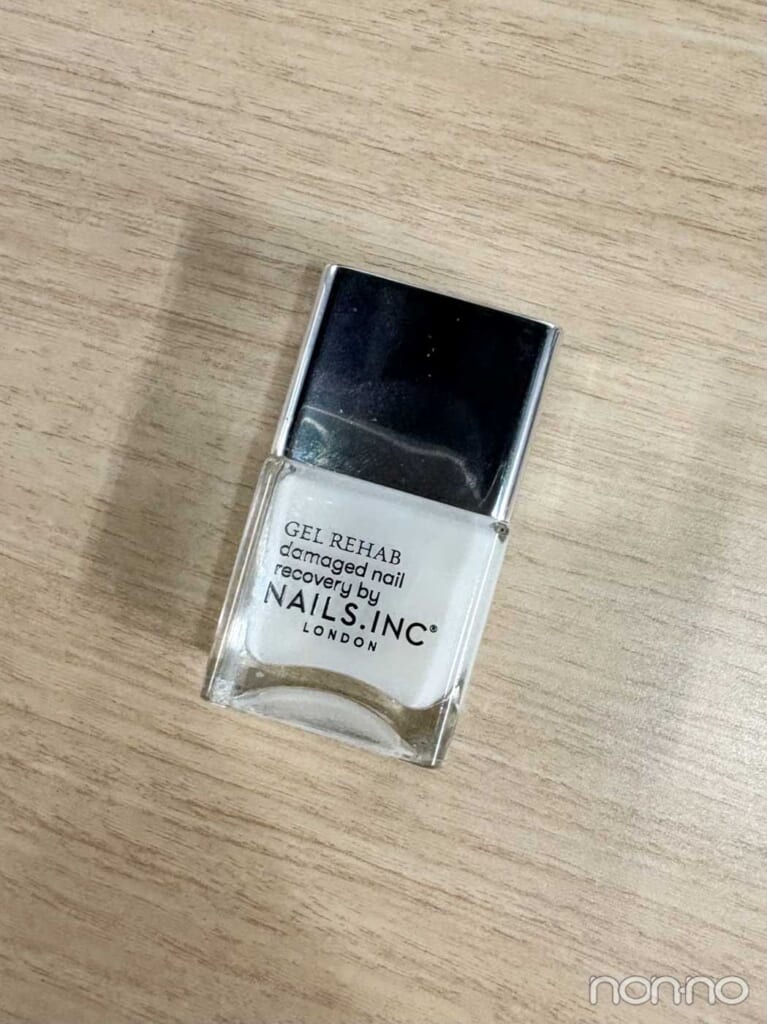 GEL REHAB
damaged nail
recovery by
NAILS.INC®
LONDON
non-no